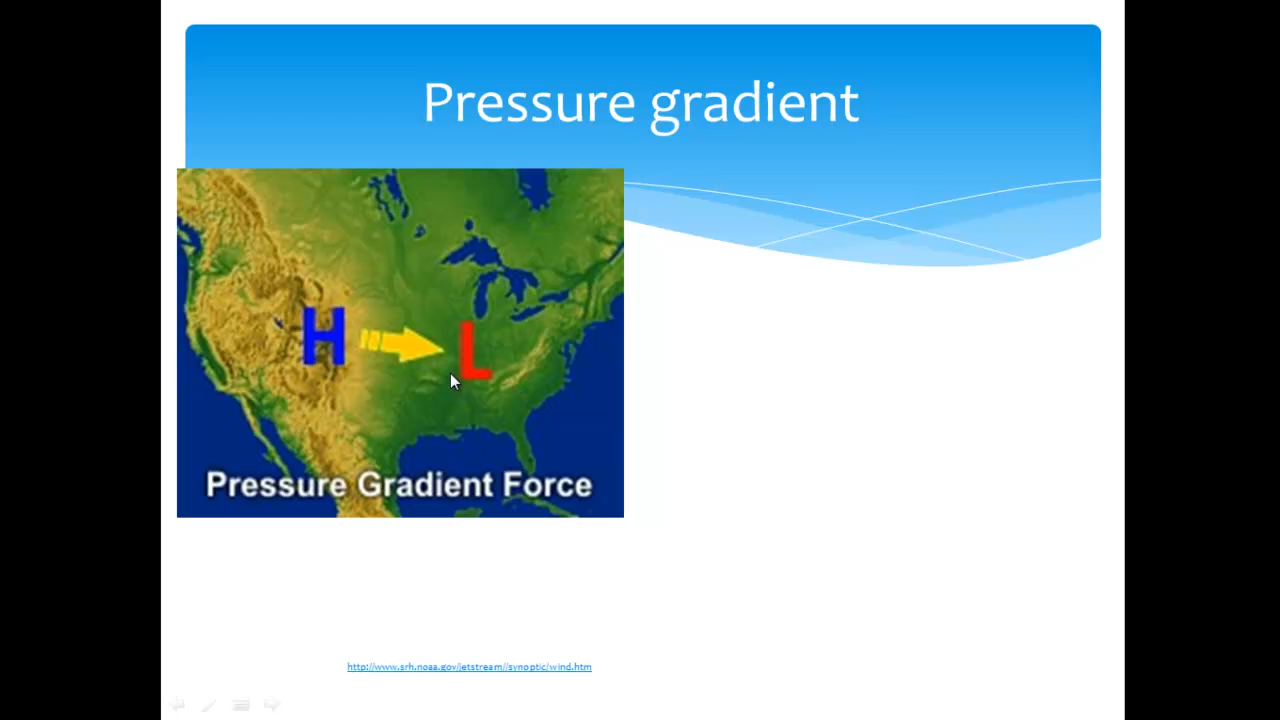 Pressure gradient
H
L
Pressure Gradient Force
http://www.srh.noaa.gov/jetstream//synoptic/wind.htm